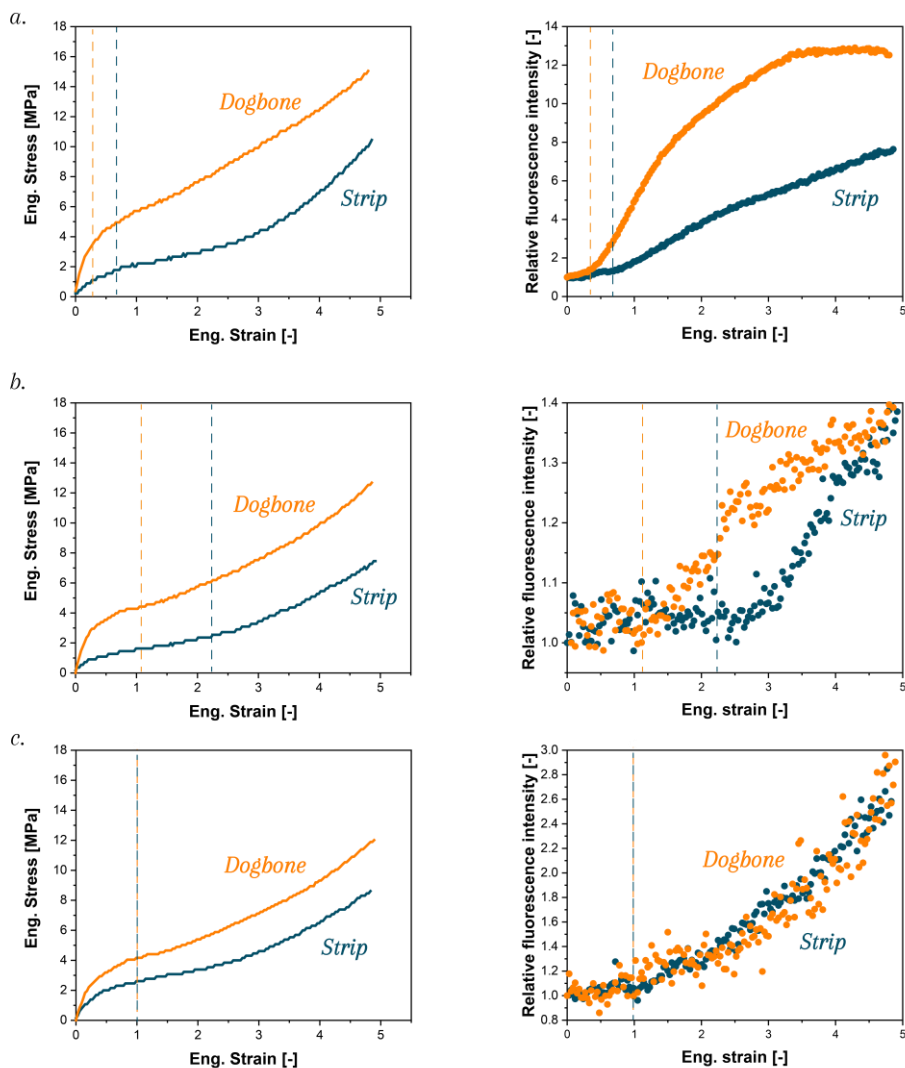 a.
18
16
14
12
10
8
6
4
2
0
Eng. Stress [MPa]
Dogbone
Strip
0 1 2 3 4 5
Eng. Strain [-]
14
12
10
8
6
4
2
0
Relative fluorescence intensity [-]
Dogbone
Strip
0 1 2 3 4 5
Eng. strain [-]
b.
18
16
14
12
10
8
6
4
2
0
Eng. Stress [MPa]
Dogbone
Strip
0 1 2 3 4 5
Eng. Strain [-]
1.4
1.3
1.2
1.1
1.0
Relative fluorescence intensity [-]
Dogbone
Strip
0 1 2 3 4 5
Eng. strain [-]
c.
18
16
14
12
10
8
6
4
2
0
Eng. Stress [MPa]
Dogbone
Strip
0 1 2 3 4 5
Eng. Strain [-]
3.0
2.8
2.6
2.4
2.2
2.0
1.8
1.6
1.4
1.2
1.0
0.8
Relative fluorescence intensity [-]
Dogbone
Strip
0 1 2 3 4 5
Eng. strain [-]